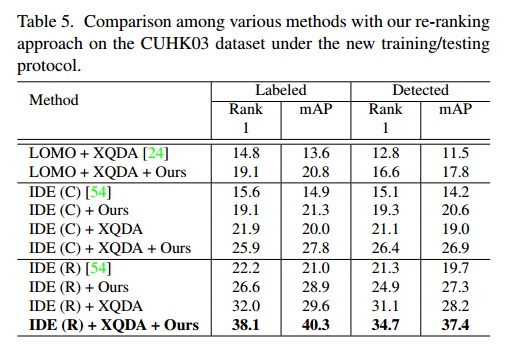 Table 5. Comparison among various methods with our re-ranking
approach on the CUHK03 dataset under the new training/testing
protocol.
Method Labeled Detected
Rank 1 mAP Rank 1 mAP
LOMO + XQDA [24] 14.8 13.6 12.8 11.5
LOMO + XQDA + Ours 19.1 20.8 16.6 17.8
IDE (C) [54] 15.6 14.9 15.1 14.2
IDE (C) + Ours 19.1 21.3 19.3 20.6
IDE (C) + XQDA 21.9 20.0 21.1 19.0
IDE (C) + XQDA + Ours 25.9 27.8 26.4 26.9
IDE (R) [54] 22.2 21.0 21.3 19.7
IDE (R) + Ours 26.6 28.9 24.9 27.3
IDE (R) + XQDA 32.0 29.6 31.1 28.2
IDE (R) + XQDA + Ours 38.1 40.3 34.7 37.4